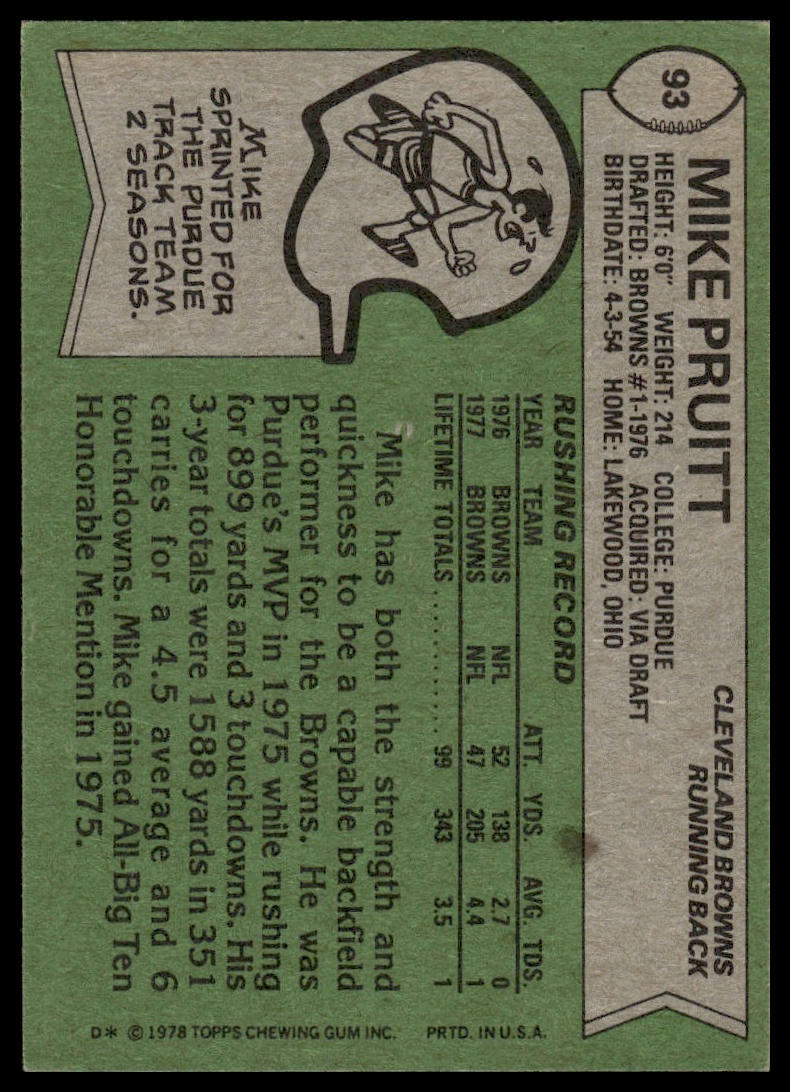 93
MIKE PRUITT
CLEVELAND BROWNS
RUNNING BACK
HEIGHT: 6'0" WEIGHT: 214 COLLEGE: PURDUE
DRAFTED: BROWNS #1-1976 ACQUIRED: VIA DRAFT
BIRTHDATE: 4-3-54 HOME: LAKEWOOD, OHIO
MIKE
SPRINTED FOR
THE PURDUE
TRACK TEAM
2 SEASONS.
RUSHING RECORD
YEAR TEAM ATT. YDS. AVG. TDS.
1976 BROWNS NFL 52 138 2.7 0
1977 BROWNS NFL 47 205 4.4 1
LIFETIME TOTALS ............ 99 343 3.5 1
Mike has both the strength and
quickness to be a capable backfield
performer for the Browns. He was
Purdue's MVP in 1975 while rushing
for 899 yards and 3 touchdowns. His
3-year totals were 1588 yards in 351
carries for a 4.5 average and 6
touchdowns. Mike gained All-Big Ten
Honorable Mention in 1975.
D* © 1978 TOPPS CHEWING GUM INC. PRTD. IN U.S.A.